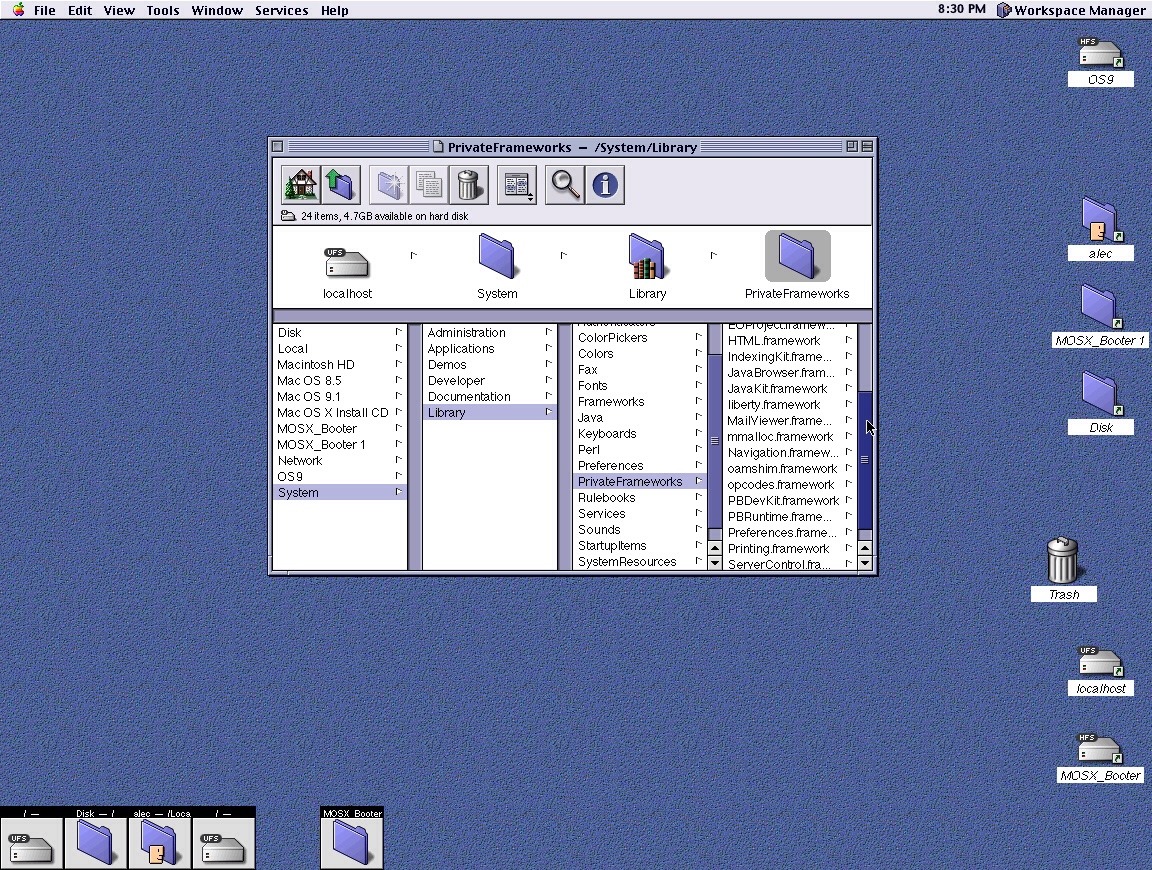 File Edit View Tools Window Services Help
8:30 PM Workspace Manager
PrivateFrameworks — /System/Library
24 items, 4.7GB available on hard disk
UFS
localhost
System
Library
PrivateFrameworks
Disk
Local
Macintosh HD
Mac OS 8.5
Mac OS 9.1
Mac OS X Install CD
MOSX_Booter
MOSX_Booter 1
Network
OS9
System
Administration
Applications
Demos
Developer
Documentation
Library
ColorPickers
Colors
Fax
Fonts
Frameworks
Java
Keyboards
Perl
Preferences
PrivateFrameworks
Rulebooks
Services
Sounds
StartupItems
SystemResources
EOProject.framew...
HTML.framework
IndexingKit.frame...
JavaBrowser.fram...
JavaKit.framework
liberty.framework
MailViewer.frame...
mmalloc.framework
Navigation.framew...
oamshim.framework
opcodes.framework
PBDevKit.framework
PBRuntime.frame...
Preferences.frame...
Printing.framework
ServerControl.fra...
HFS
OS9
alec
MOSX_Booter 1
Disk
Trash
UFS
localhost
HFS
MOSX_Booter
/ —
UFS
Disk — /
alec — /Loca
/ —
UFS
MOSX_Booter